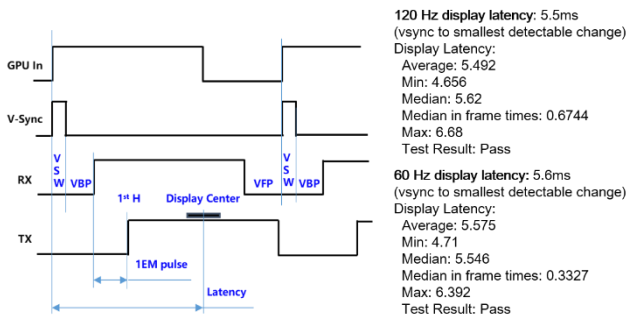 GPU In
V-Sync
RX
TX
VSW
VBP
VFP
VSW
VBP
1st H
Display Center
1EM pulse
Latency
120 Hz display latency: 5.5ms
(vsync to smallest detectable change)
Display Latency:
Average: 5.492
Min: 4.656
Median: 5.62
Median in frame times: 0.6744
Max: 6.68
Test Result: Pass
60 Hz display latency: 5.6ms
(vsync to smallest detectable change)
Display Latency:
Average: 5.575
Min: 4.71
Median: 5.546
Median in frame times: 0.3327
Max: 6.392
Test Result: Pass